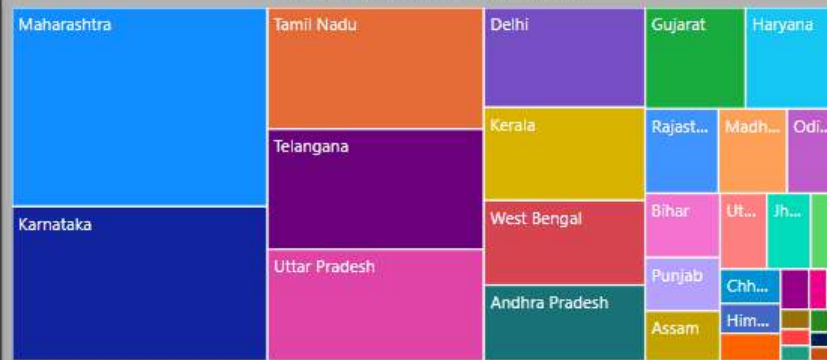 Maharashtra
Karnataka
Tamil Nadu
Telangana
Uttar Pradesh
Delhi
Kerala
West Bengal
Andhra Pradesh
Gujarat
Haryana
Rajast...
Madh...
Odi...
Bihar
Ut...
Jh...
Punjab
Chh...
Assam
Him...